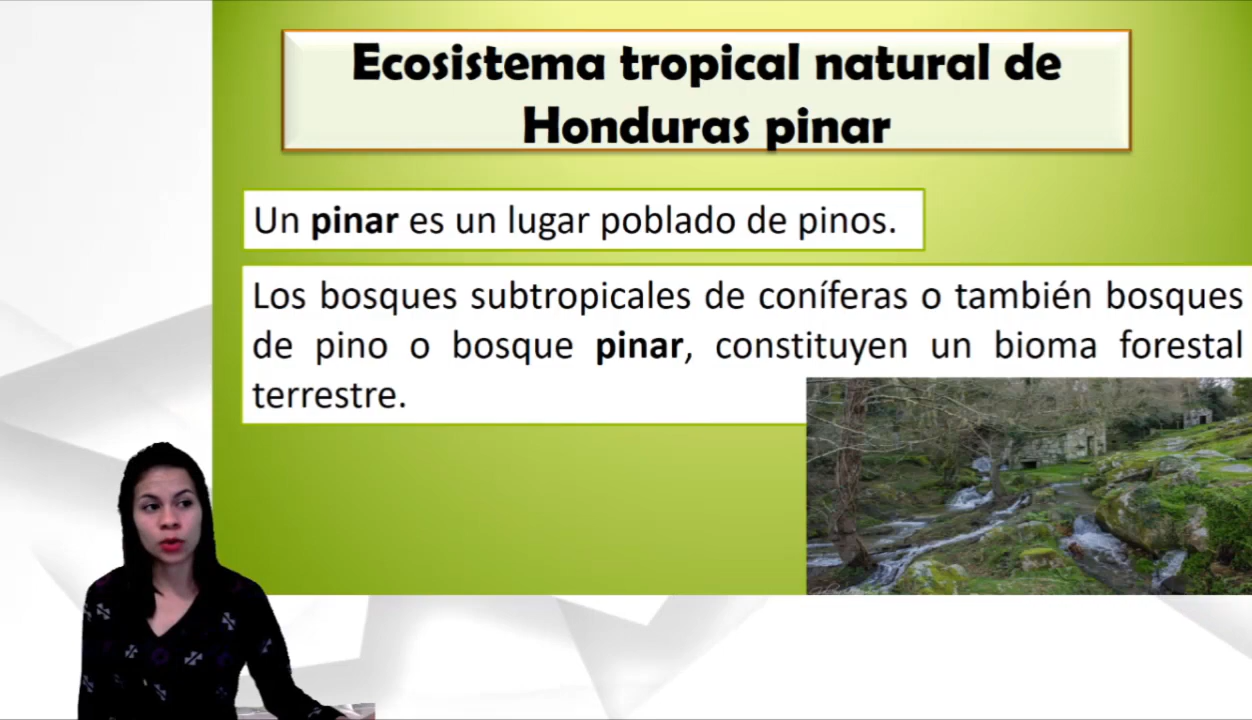 Ecosistema tropical natural de
Honduras pinar
Un pinar es un lugar poblado de pinos.
Los bosques subtropicales de coníferas o también bosques
de pino o bosque pinar, constituyen un bioma forestal
terrestre.